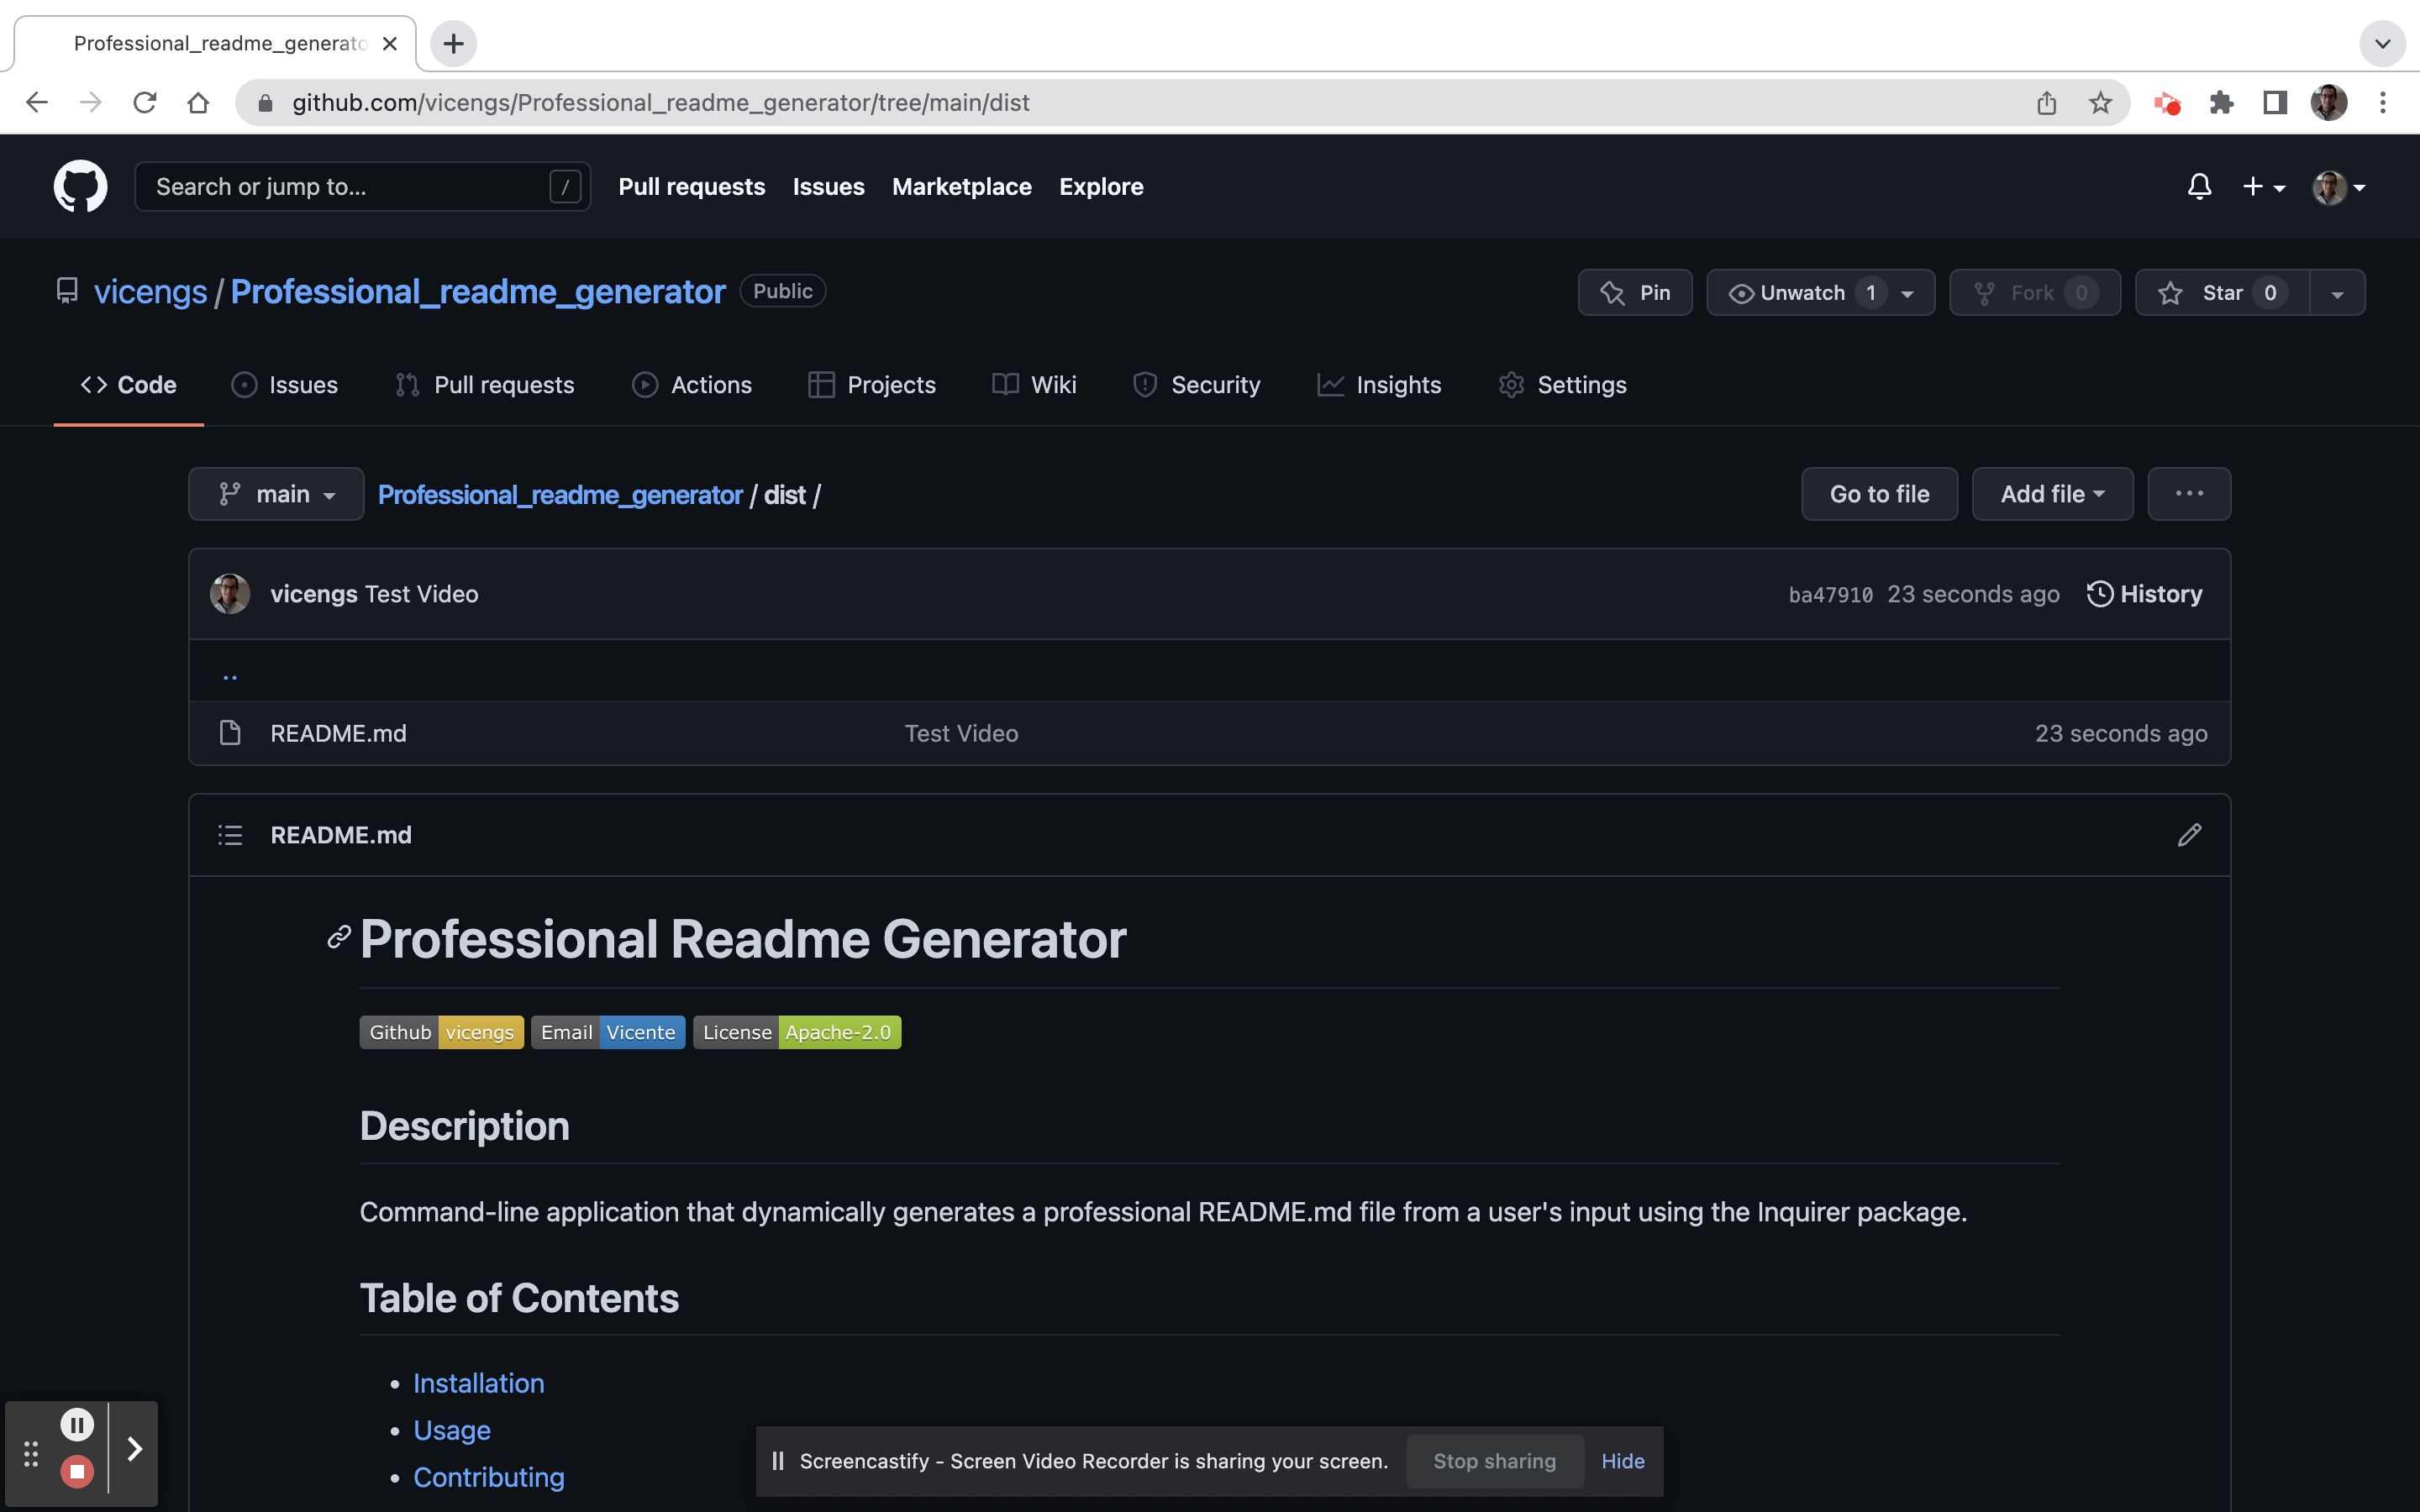 Professional_readme_generato
github.com/vicengs/Professional_readme_generator/tree/main/dist
Search or jump to... / Pull requests Issues Marketplace Explore
vicengs / Professional_readme_generator Public Pin Unwatch 1 Fork 0 Star 0
Code Issues Pull requests Actions Projects Wiki Security Insights Settings
main Professional_readme_generator / dist / Go to file Add file ...
vicengs Test Video ba47910 23 seconds ago History
..
README.md Test Video 23 seconds ago
README.md
Professional Readme Generator
Github vicengs Email Vicente License Apache-2.0
Description
Command-line application that dynamically generates a professional README.md file from a user's input using the Inquirer package.
Table of Contents
• Installation
• Usage
• Contributing
Screencastify - Screen Video Recorder is sharing your screen. Stop sharing Hide